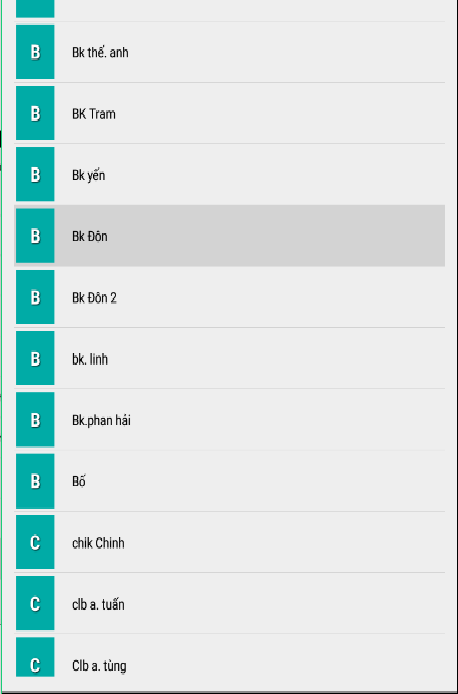 B Bk thế. anh
B BK Tram
B Bk yến
B Bk Đôn
B Bk Độn 2
B bk. linh
B Bk.phan hải
B Bố
C chik Chinh
C clb a. tuấn
C Clb a. tùng